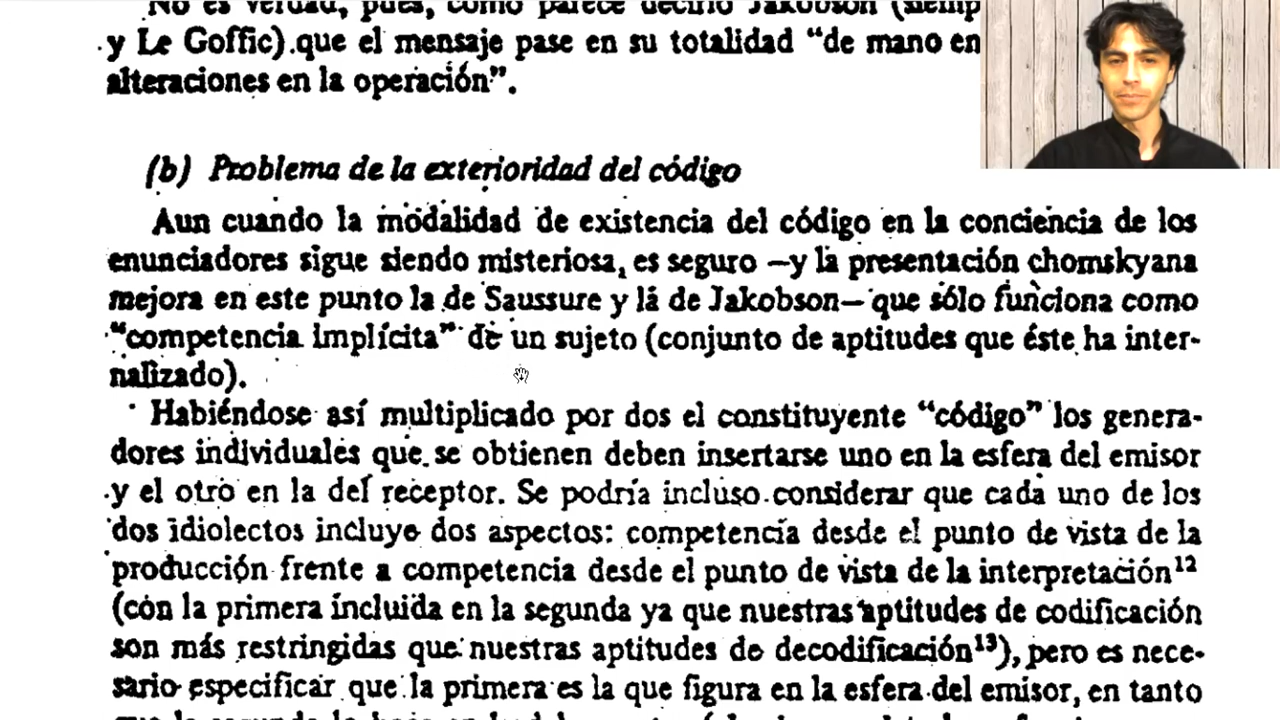 No es verdad, pues, como parece decirlo Jakobson (siemp
y Le Goffic) que el mensaje pase en su totalidad “de mano en
alteraciones en la operación”.
(b) Problema de la exterioridad del código
Aun cuando la modalidad de existencia del código en la conciencia de los
enunciadores sigue siendo misteriosa, es seguro —y la presentación chomskyana
mejora en este punto la de Saussure y la de Jakobson— que sólo funciona como
“competencia implícita” de un sujeto (conjunto de aptitudes que éste ha inter-
nalizado).
Habiéndose así multiplicado por dos el constituyente “código” los genera-
dores individuales que se obtienen deben insertarse uno en la esfera del emisor
y el otro en la del receptor. Se podría incluso considerar que cada uno de los
dos idiolectos incluye dos aspectos: competencia desde el punto de vista de la
producción frente a competencia desde el punto de vista de la interpretación¹²
(con la primera incluida en la segunda ya que nuestras aptitudes de codificación
son más restringidas que nuestras aptitudes de decodificación¹³), pero es nece-
sario especificar que la primera es la que figura en la esfera del emisor, en tanto